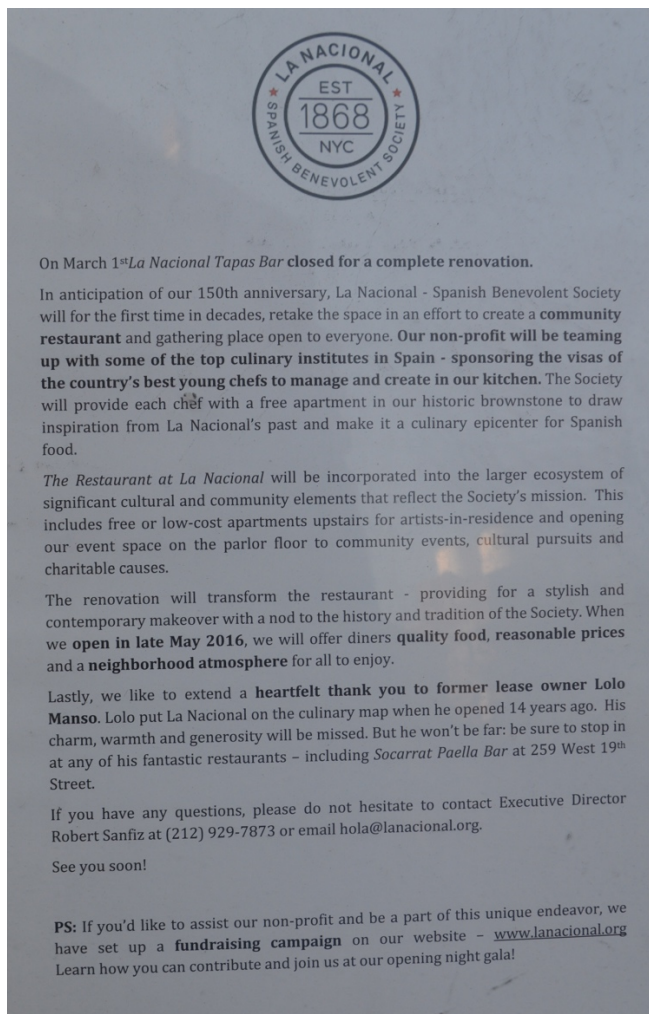 LA NACIONAL
EST
1868
NYC
SPANISH BENEVOLENT SOCIETY
On March 1st La Nacional Tapas Bar closed for a complete renovation.
In anticipation of our 150th anniversary, La Nacional - Spanish Benevolent Society
will for the first time in decades, retake the space in an effort to create a community
restaurant and gathering place open to everyone. Our non-profit will be teaming
up with some of the top culinary institutes in Spain - sponsoring the visas of
the country's best young chefs to manage and create in our kitchen. The Society
will provide each chef with a free apartment in our historic brownstone to draw
inspiration from La Nacional's past and make it a culinary epicenter for Spanish
food.
The Restaurant at La Nacional will be incorporated into the larger ecosystem of
significant cultural and community elements that reflect the Society's mission. This
includes free or low-cost apartments upstairs for artists-in-residence and opening
our event space on the parlor floor to community events, cultural pursuits and
charitable causes.
The renovation will transform the restaurant - providing for a stylish and
contemporary makeover with a nod to the history and tradition of the Society. When
we open in late May 2016, we will offer diners quality food, reasonable prices
and a neighborhood atmosphere for all to enjoy.
Lastly, we like to extend a heartfelt thank you to former lease owner Lolo
Manso. Lolo put La Nacional on the culinary map when he opened 14 years ago. His
charm, warmth and generosity will be missed. But he won't be far: be sure to stop in
at any of his fantastic restaurants – including Socarrat Paella Bar at 259 West 19th
Street.
If you have any questions, please do not hesitate to contact Executive Director
Robert Sanfiz at (212) 929-7873 or email hola@lanacional.org.
See you soon!
PS: If you'd like to assist our non-profit and be a part of this unique endeavor, we
have set up a fundraising campaign on our website – www.lanacional.org
Learn how you can contribute and join us at our opening night gala!